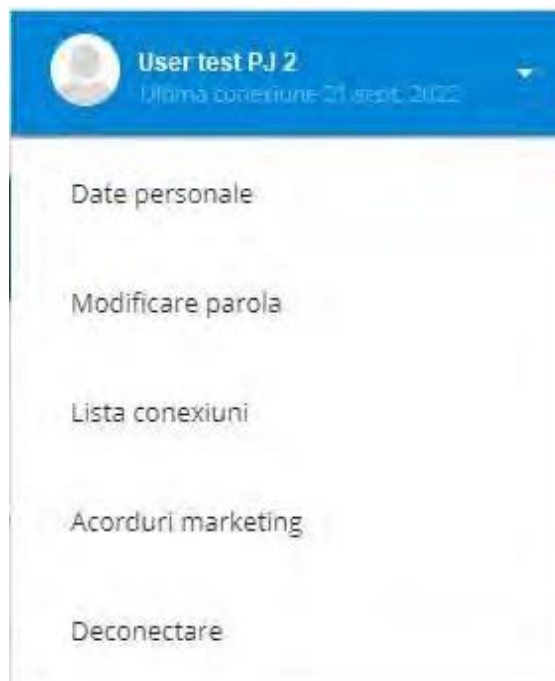 User test PJ 2
Ultima conexiune 21 sept. 2022
Date personale
Modificare parola
Lista conexiuni
Acorduri marketing
Deconectare